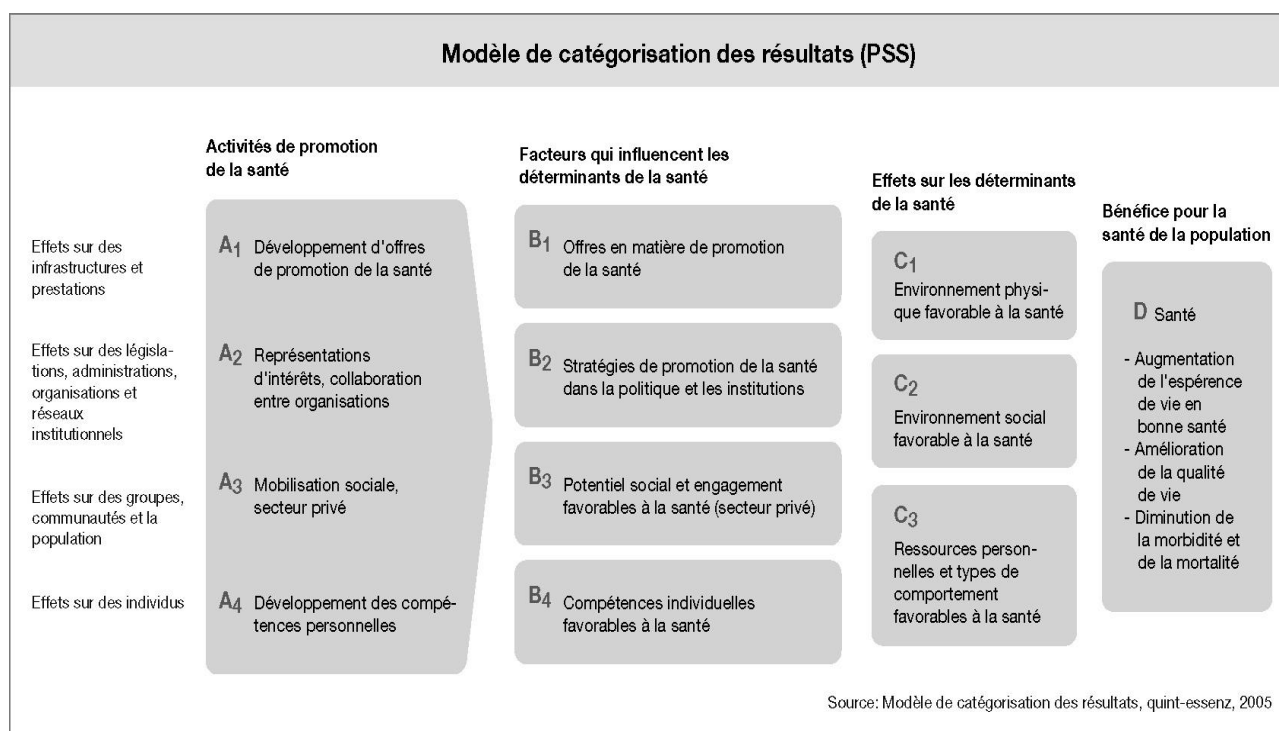 Modèle de catégorisation des résultats (PSS)
Activités de promotion
de la santé
Facteurs qui influencent les
déterminants de la santé
Effets sur les déterminants
de la santé
Bénéfice pour la
santé de la population
Effets sur des
infrastructures et
prestations
Effets sur des législa-
tions, administrations,
organisations et
réseaux
institutionnels
Effets sur des groupes,
communautés et la
population
Effets sur des individus
A1 Développement d'offres
de promotion de la santé
A2 Représentations
d'intérêts, collaboration
entre organisations
A3 Mobilisation sociale,
secteur privé
A4 Développement des compé-
tences personnelles
B1 Offres en matière de promotion
de la santé
B2 Stratégies de promotion de la santé
dans la politique et les institutions
B3 Potentiel social et engagement
favorables à la santé (secteur privé)
B4 Compétences individuelles
favorables à la santé
C1
Environnement physi-
que favorable à la santé
C2
Environnement social
favorable à la santé
C3
Ressources person-
nelles et types de
comportement
favorables à la santé
D Santé
- Augmentation
de l'espérence
de vie en
bonne santé
- Amélioration
de la qualité
de vie
- Diminution de
la morbidité et
de la mortalité
Source: Modèle de catégorisation des résultats, quint-essenz, 2005